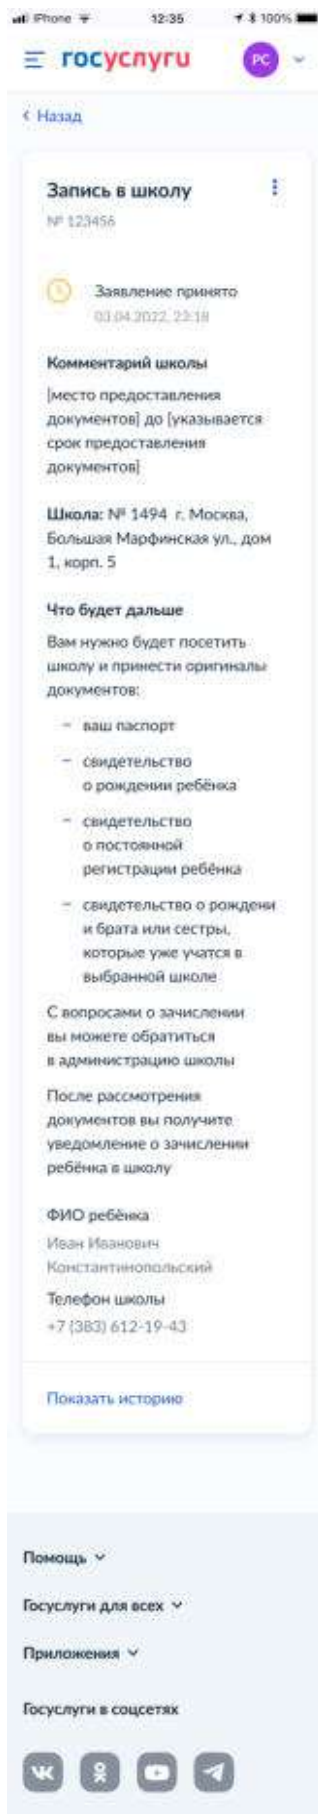 iPhone 12:35 100%
госуслуги РС
Назад
Запись в школу
№ 123456
Заявление принято
03.04.2022, 23:18
Комментарий школы
[место предоставления
документов] до [указывается
срок предоставления
документов]
Школа: № 1494 г. Москва,
Большая Марфинская ул., дом
1, корп. 5
Что будет дальше
Вам нужно будет посетить
школу и принести оригиналы
документов:
– ваш паспорт
– свидетельство
о рождении ребёнка
– свидетельство
о постоянной
регистрации ребёнка
– свидетельство о рождени
и брата или сестры,
которые уже учатся в
выбранной школе
С вопросами о зачислении
вы можете обратиться
в администрацию школы
После рассмотрения
документов вы получите
уведомление о зачислении
ребёнка в школу
ФИО ребёнка
Иван Иванович
Константинопольский
Телефон школы
+7 (383) 612-19-43
Показать историю
Помощь
Госуслуги для всех
Приложения
Госуслуги в соцсетях